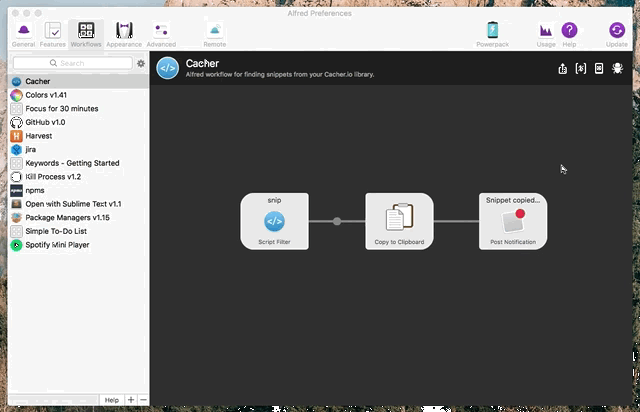 Alfred Preferences
General
Features
Workflows
Appearance
Advanced
Remote
Powerpack
Usage
Help
Update
Search
Cacher
Colors v1.41
Focus for 30 minutes
GitHub v1.0
Harvest
jira
Keywords - Getting Started
Kill Process v1.2
npms
Open with Sublime Text v1.1
Package Managers v1.15
Simple To-Do List
Spotify Mini Player
Help
Cacher
Alfred workflow for finding snippets from your Cacher.io library.
snip
Script Filter
Copy to Clipboard
Snippet copied...
Post Notification